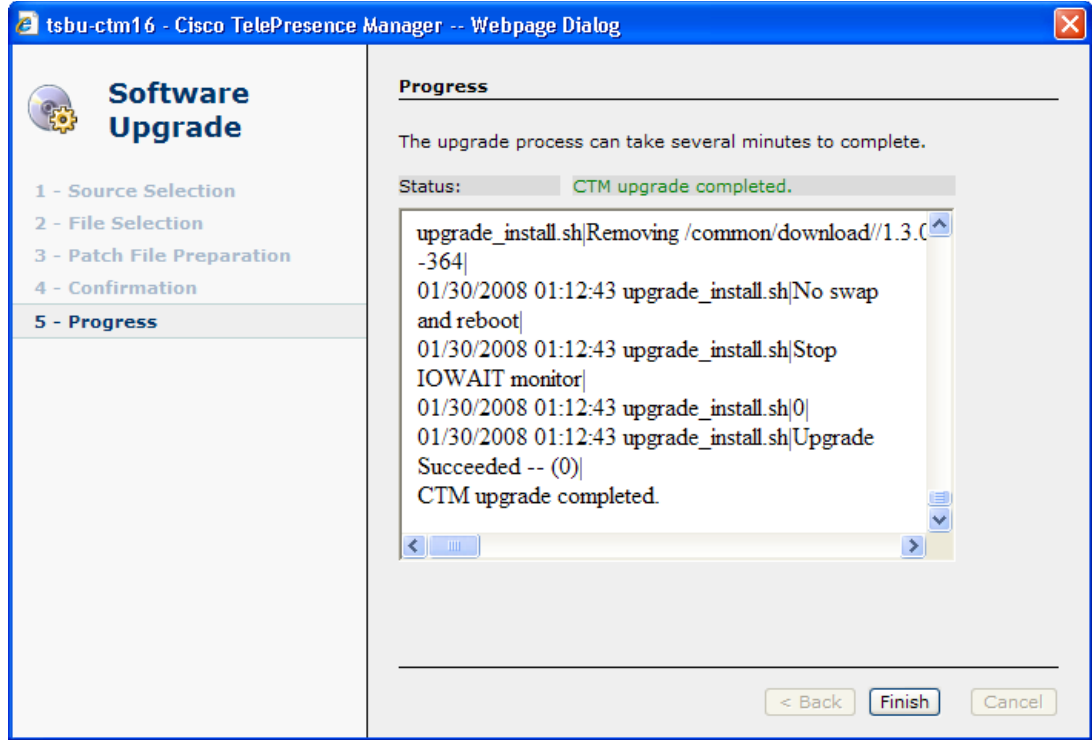 tsbu-ctm16 - Cisco TelePresence Manager -- Webpage Dialog
Software
Upgrade
1 - Source Selection
2 - File Selection
3 - Patch File Preparation
4 - Confirmation
5 - Progress
Progress
The upgrade process can take several minutes to complete.
Status: CTM upgrade completed.
upgrade_install.sh|Removing /common/download//1.3.0
-364|
01/30/2008 01:12:43 upgrade_install.sh|No swap
and reboot|
01/30/2008 01:12:43 upgrade_install.sh|Stop
IOWAIT monitor|
01/30/2008 01:12:43 upgrade_install.sh|0|
01/30/2008 01:12:43 upgrade_install.sh|Upgrade
Succeeded -- (0)|
CTM upgrade completed.
< Back Finish Cancel